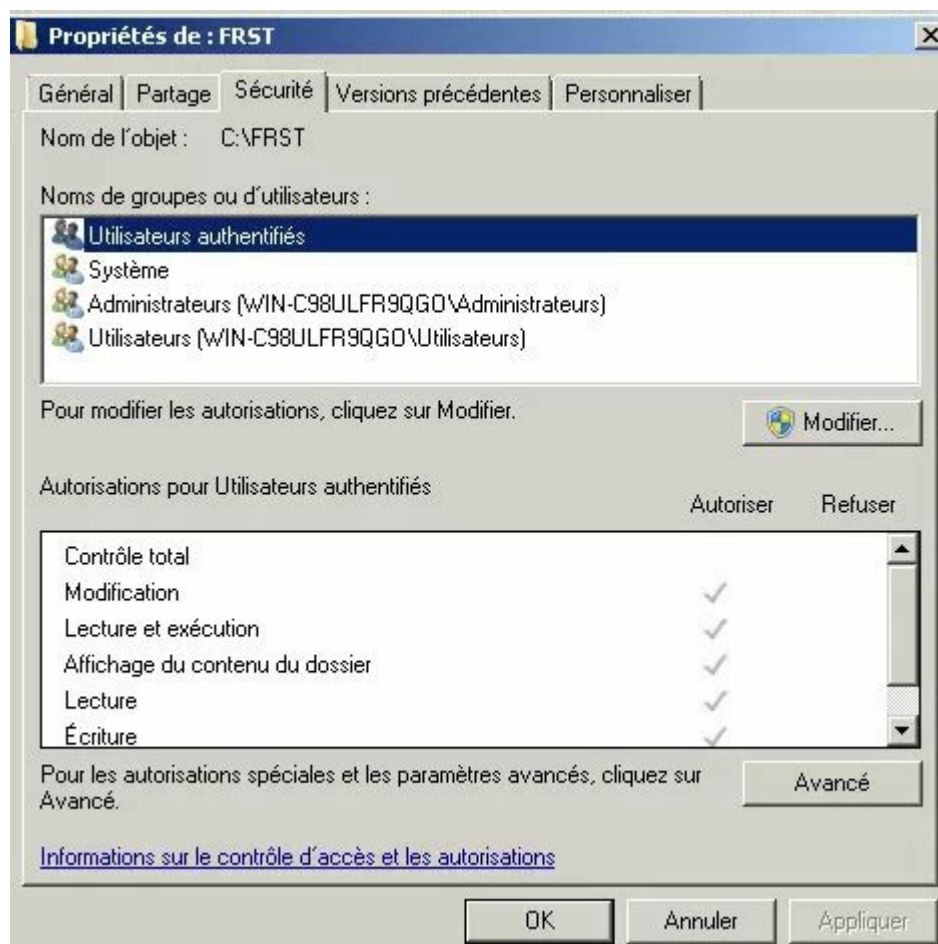 Propriétés de : FRST
Général Partage Sécurité Versions précédentes Personnaliser
Nom de l'objet : C:\FRST
Noms de groupes ou d'utilisateurs :
Utilisateurs authentifiés
Système
Administrateurs (WIN-C98ULFR9QGO\Administrateurs)
Utilisateurs (WIN-C98ULFR9QGO\Utilisateurs)
Pour modifier les autorisations, cliquez sur Modifier.
Modifier...
Autorisations pour Utilisateurs authentifiés
Autoriser Refuser
Contrôle total
Modification
Lecture et exécution
Affichage du contenu du dossier
Lecture
Écriture
Pour les autorisations spéciales et les paramètres avancés, cliquez sur
Avancé.
Avancé
Informations sur le contrôle d'accès et les autorisations
OK Annuler Appliquer